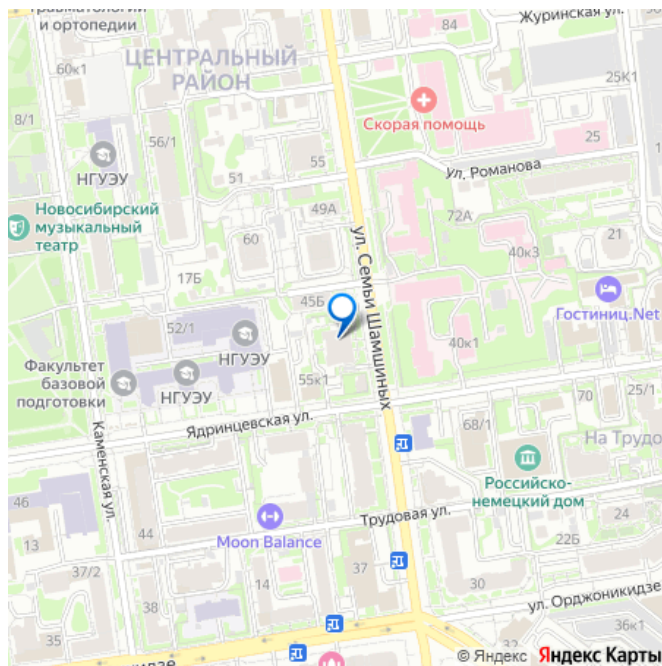 Травматологии
и ортопедии
60к1
ЦЕНТРАЛЬНЫЙ
РАЙОН
84
Журинская ул.
25К1
8/1
56/1
НГУЭУ
51
55
Скорая помощь
25
ул. Романова
Новосибирский
музыкальный
театр
49А
60
72А
40к3
21
17Б
ул. Семьи Шамшиных
45Б
Гостиниц.Net
52/1
НГУЭУ
40к1
Факультет
базовой
подготовки
НГУЭУ
55к1
Ядринцевская ул.
70
25/1
68/1
На Трудо
Каменская ул.
Российско-
немецкий дом
46
13
44
Moon Balance
Трудовая ул.
24
22Б
37/2
14
37
30
38
ул. Орджоникидзе
35
32
36к1
кидзе
© Яндекс Яндекс Карты